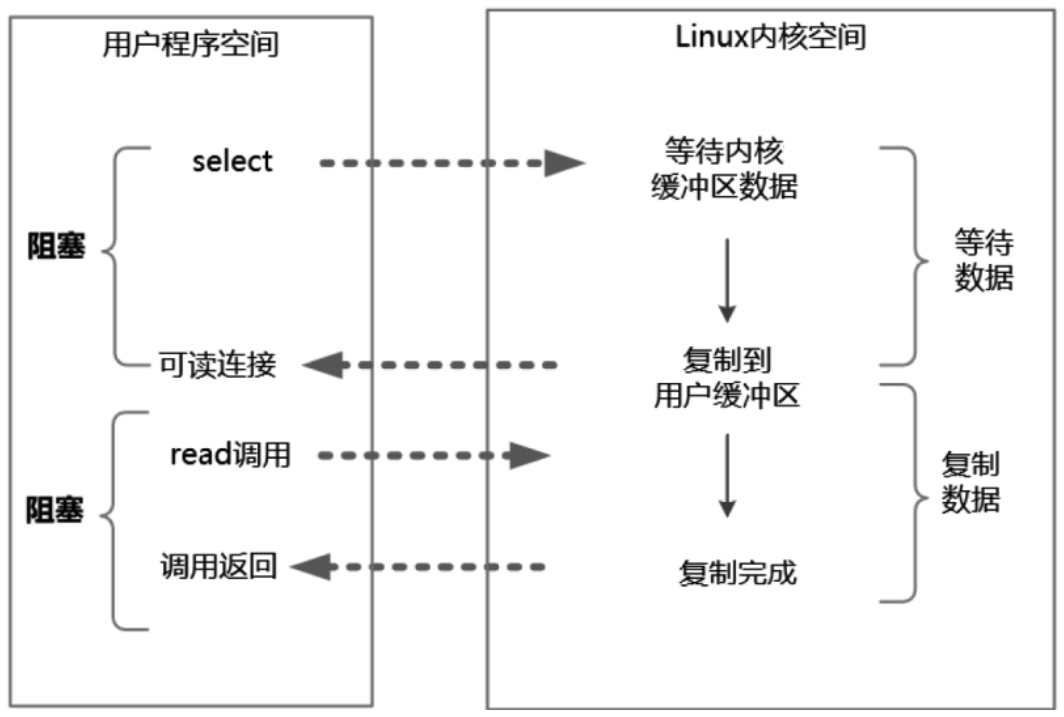 用户程序空间
Linux内核空间
select
等待内核
缓冲区数据
阻塞
等待
数据
可读连接
复制到
用户缓冲区
read调用
复制
数据
阻塞
调用返回
复制完成